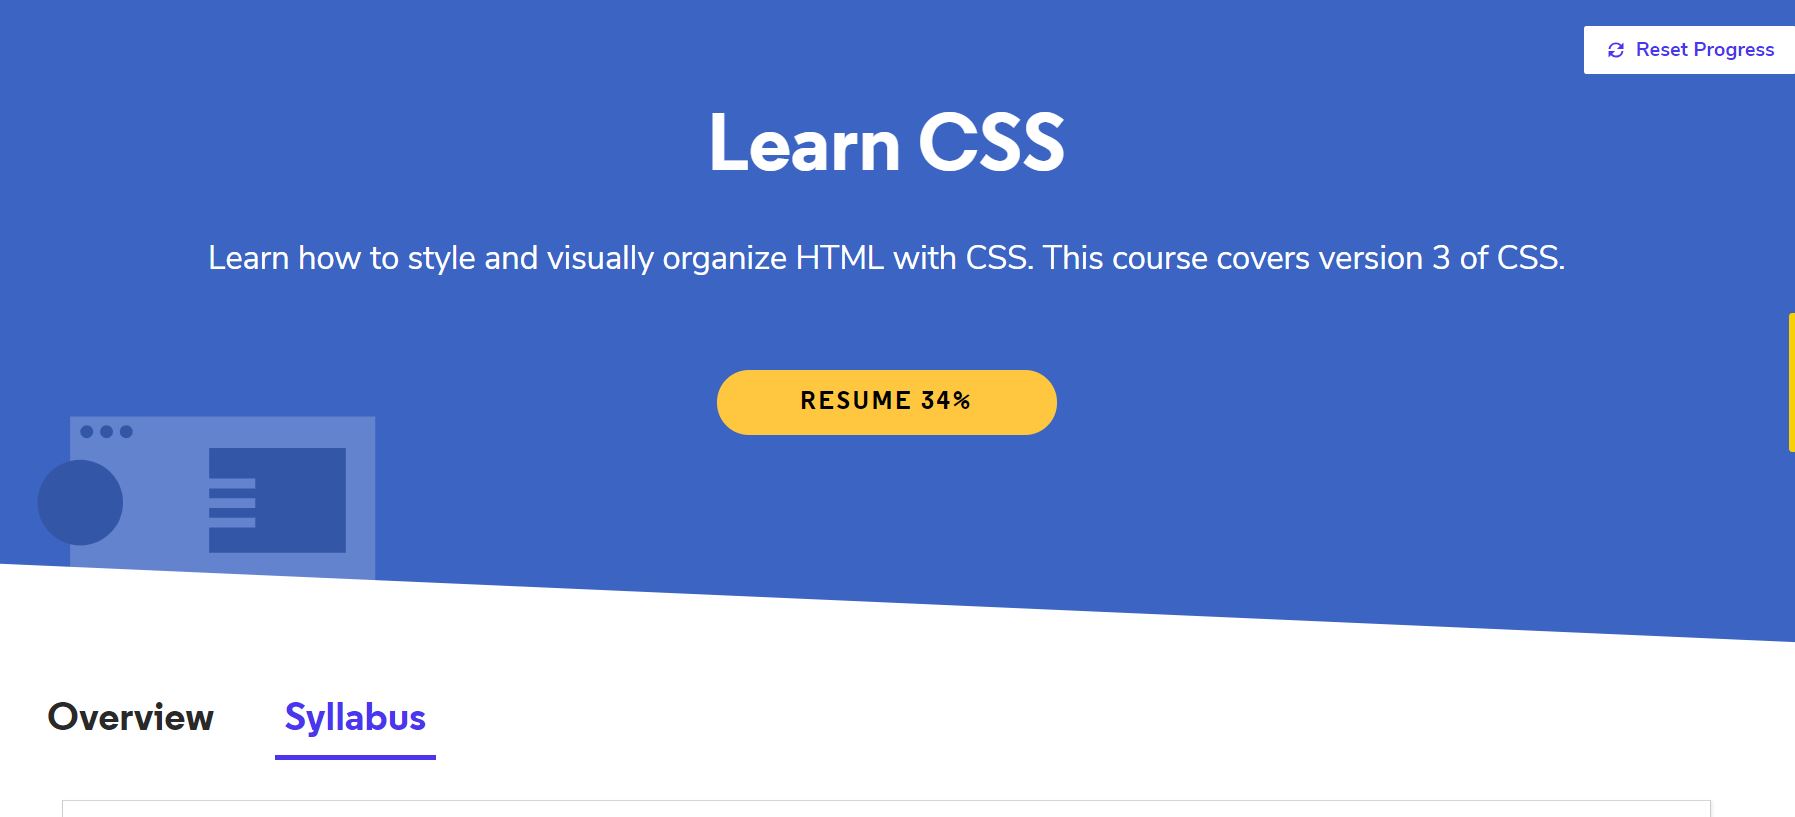 Reset Progress
Learn CSS
Learn how to style and visually organize HTML with CSS. This course covers version 3 of CSS.
RESUME 34%
Overview
Syllabus